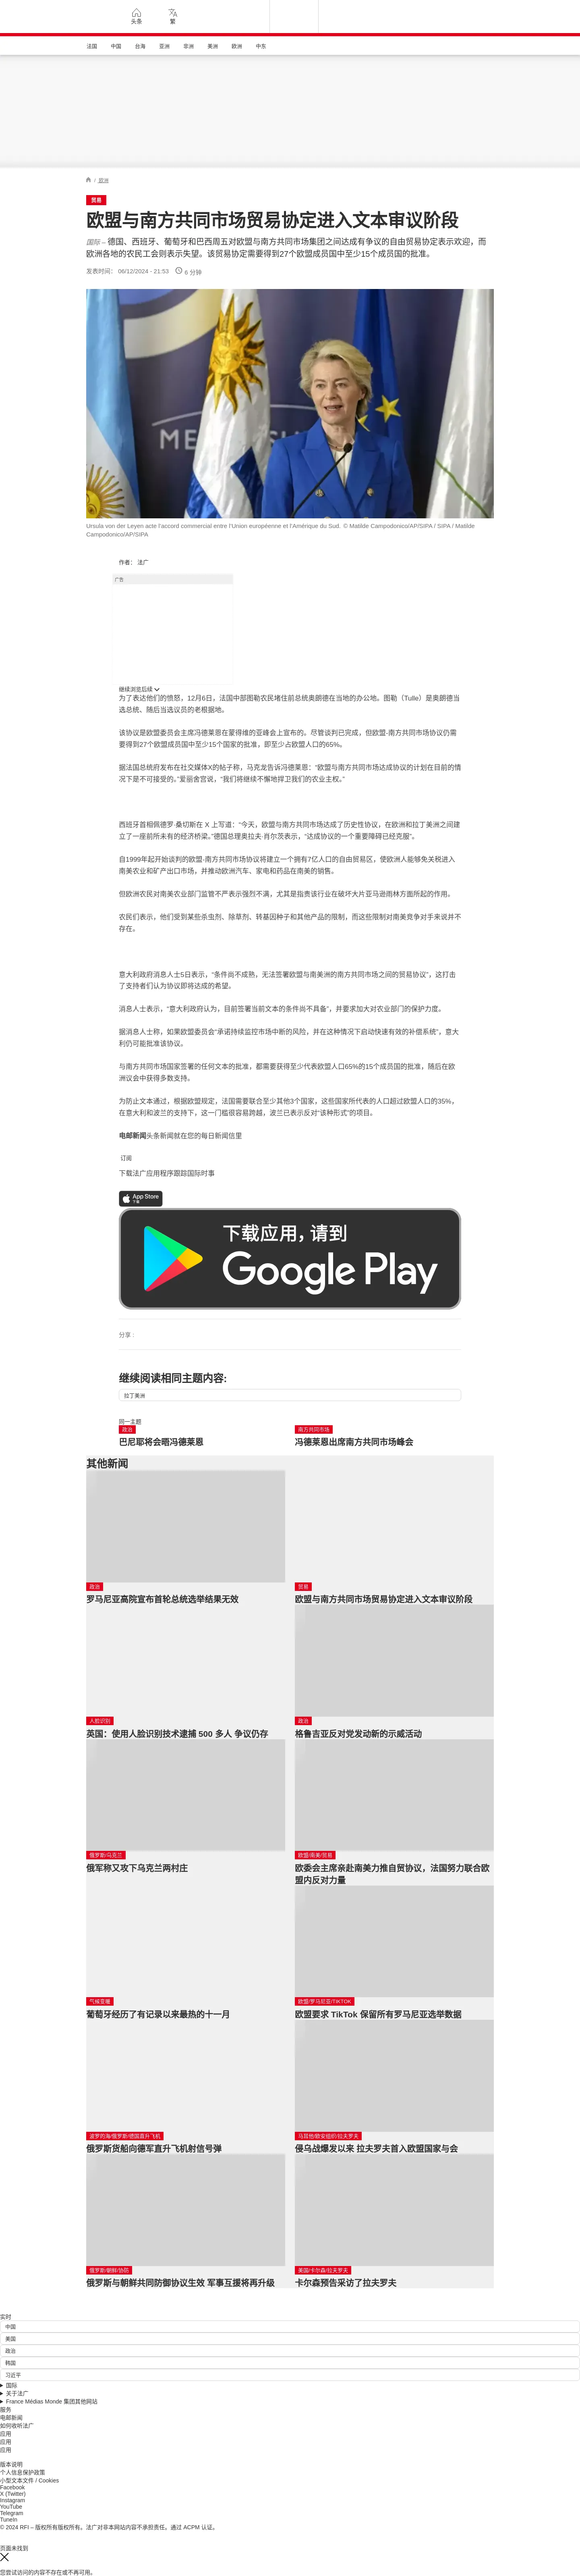 头条
繁
法国
中国
台海
亚洲
非洲
美洲
欧洲
中东
/ 欧洲
贸易
欧盟与南方共同市场贸易协定进入文本审议阶段
国际 – 德国、西班牙、葡萄牙和巴西周五对欧盟与南方共同市场集团之间达成有争议的自由贸易协定表示欢迎，而
欧洲各地的农民工会则表示失望。该贸易协定需要得到27个欧盟成员国中至少15个成员国的批准。
发表时间： 06/12/2024 - 21:53
6 分钟
Ursula von der Leyen acte l'accord commercial entre l'Union européenne et l'Amérique du Sud. © Matilde Campodonico/AP/SIPA / SIPA / Matilde
Campodonico/AP/SIPA
作者： 法广
广告
继续浏览后续
为了表达他们的愤怒，12月6日，法国中部图勒农民堵住前总统奥朗德在当地的办公地。图勒（Tulle）是奥朗德当
选总统、随后当选议员的老根据地。
该协议是欧盟委员会主席冯德莱恩在蒙得维的亚峰会上宣布的。尽管谈判已完成，但欧盟-南方共同市场协议仍需
要得到27个欧盟成员国中至少15个国家的批准，即至少占欧盟人口的65%。
据法国总统府发布在社交媒体X的帖子称，马克龙告诉冯德莱恩：“欧盟与南方共同市场达成协议的计划在目前的情
况下是不可接受的。”爱丽舍宫说，“我们将继续不懈地捍卫我们的农业主权。”
西班牙首相佩德罗·桑切斯在 X 上写道：“今天，欧盟与南方共同市场达成了历史性协议，在欧洲和拉丁美洲之间建
立了一座前所未有的经济桥梁。”德国总理奥拉夫·肖尔茨表示，“达成协议的一个重要障碍已经克服”。
自1999年起开始谈判的欧盟-南方共同市场协议将建立一个拥有7亿人口的自由贸易区，使欧洲人能够免关税进入
南美农业和矿产出口市场，并推动欧洲汽车、家电和药品在南美的销售。
但欧洲农民对南美农业部门监管不严表示强烈不满，尤其是指责该行业在破坏大片亚马逊雨林方面所起的作用。
农民们表示，他们受到某些杀虫剂、除草剂、转基因种子和其他产品的限制，而这些限制对南美竞争对手来说并不
存在。
意大利政府消息人士5日表示，“条件尚不成熟，无法签署欧盟与南美洲的南方共同市场之间的贸易协议”，这打击
了支持者们认为协议即将达成的希望。
消息人士表示，“意大利政府认为，目前签署当前文本的条件尚不具备”，并要求加大对农业部门的保护力度。
据消息人士称，如果欧盟委员会“承诺持续监控市场中断的风险，并在这种情况下启动快速有效的补偿系统”，意大
利仍可能批准该协议。
与南方共同市场国家签署的任何文本的批准，都需要获得至少代表欧盟人口65%的15个成员国的批准，随后在欧
洲议会中获得多数支持。
为防止文本通过，根据欧盟规定，法国需要联合至少其他3个国家，这些国家所代表的人口超过欧盟人口的35%，
在意大利和波兰的支持下，这一门槛很容易跨越，波兰已表示反对“该种形式”的项目。
电邮新闻头条新闻就在您的每日新闻信里
订阅
下载法广应用程序跟踪国际时事
App Store
下载
下载应用，请到
Google Play
分享 :
继续阅读相同主题内容:
拉丁美洲
同一主题
政治
巴尼耶将会晤冯德莱恩
南方共同市场
冯德莱恩出席南方共同市场峰会
其他新闻
政治
罗马尼亚高院宣布首轮总统选举结果无效
贸易
欧盟与南方共同市场贸易协定进入文本审议阶段
人脸识别
英国：使用人脸识别技术逮捕 500 多人 争议仍存
政治
格鲁吉亚反对党发动新的示威活动
俄罗斯/乌克兰
俄军称又攻下乌克兰两村庄
欧盟/南美/贸易
欧委会主席亲赴南美力推自贸协议，法国努力联合欧
盟内反对力量
气候变暖
葡萄牙经历了有记录以来最热的十一月
欧盟/罗马尼亚/TIKTOK
欧盟要求 TikTok 保留所有罗马尼亚选举数据
波罗的海/俄罗斯/德国直升飞机
俄罗斯货船向德军直升飞机射信号弹
马耳他/欧安组织/拉夫罗夫
侵乌战爆发以来 拉夫罗夫首入欧盟国家与会
俄罗斯/朝鲜/协防
俄罗斯与朝鲜共同防御协议生效 军事互援将再升级
美国/卡尔森/拉夫罗夫
卡尔森预告采访了拉夫罗夫
实时
中国
美国
政治
韩国
习近平
国际
关于法广
France Médias Monde 集团其他网站
服务
电邮新闻
如何收听法广
应用
应用
应用
版本说明
个人信息保护政策
小型文本文件 / Cookies
Facebook
X (Twitter)
Instagram
YouTube
Telegram
TuneIn
© 2024 RFI – 版权所有版权所有。法广对非本网站内容不承担责任。通过 ACPM 认证。
页面未找到
您尝试访问的内容不存在或不再可用。